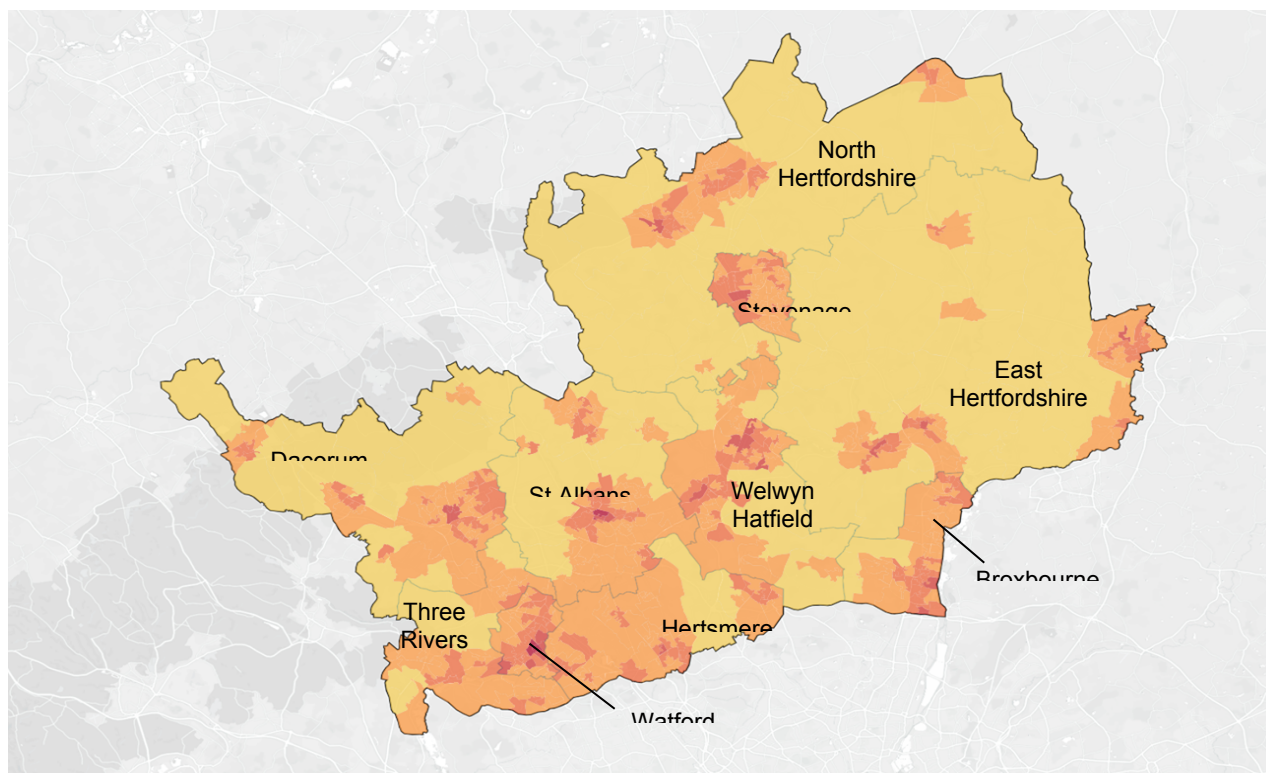 North
Hertfordshire
Stevenage
East
Hertfordshire
Dacorum
St Albans
Welwyn
Hatfield
Broxbourne
Three
Rivers
Hertsmere
Watford